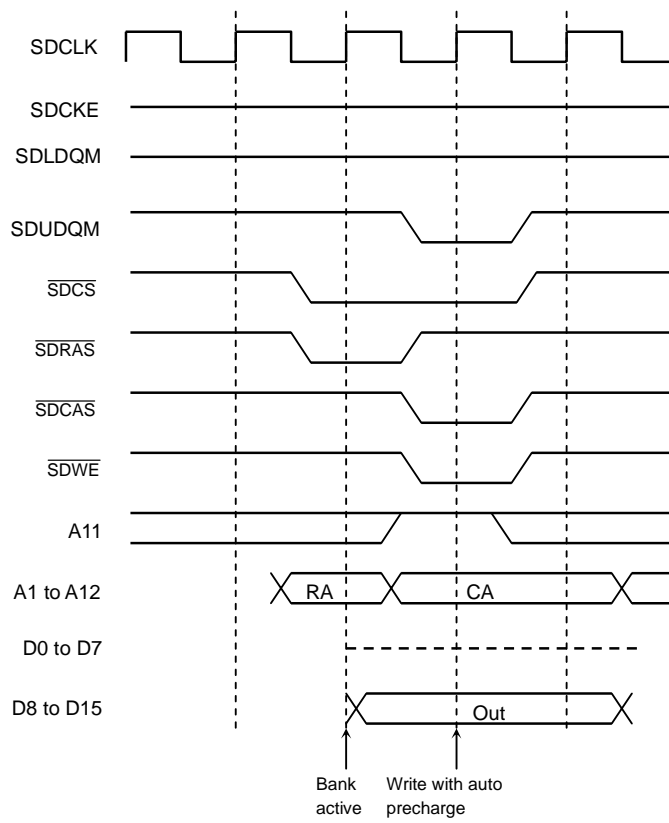 SDCLK
SDCKE
SDLDQM
SDUDQM
SDCS
SDRAS
SDCAS
SDWE
A11
A1 to A12
RA
CA
D0 to D7
D8 to D15
Out
Bank
active
Write with auto
precharge